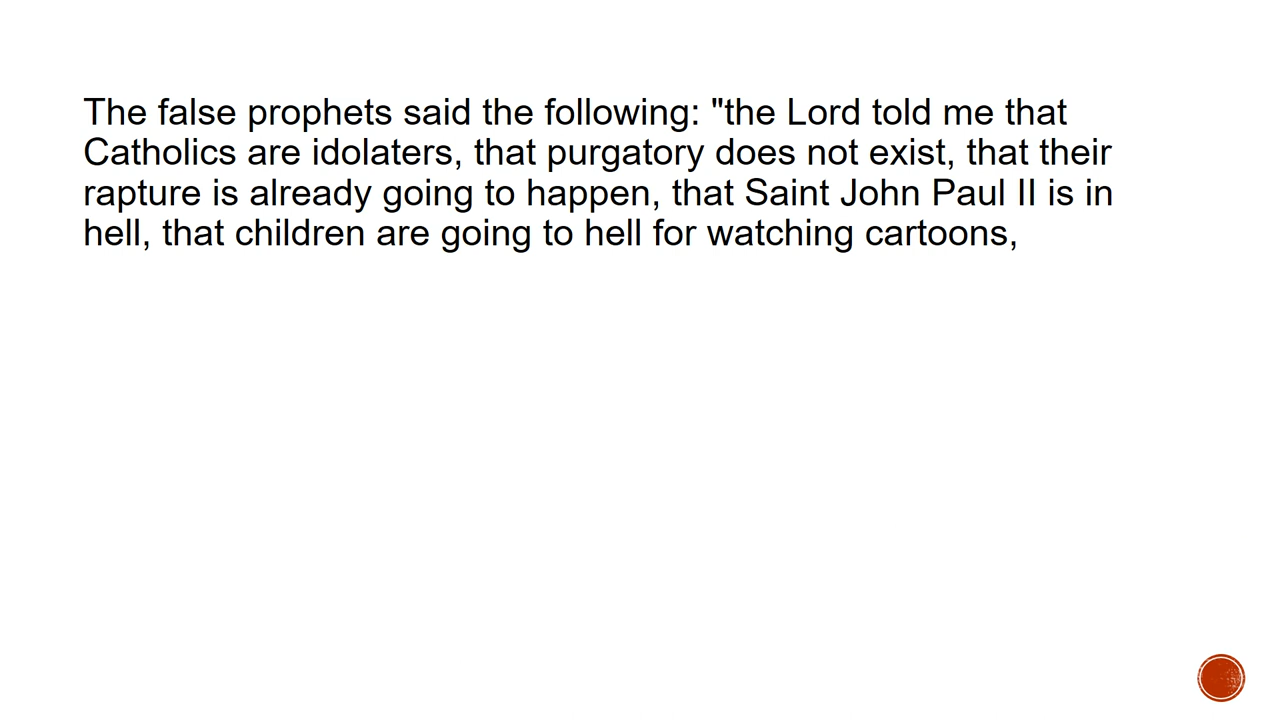 The false prophets said the following: "the Lord told me that
Catholics are idolaters, that purgatory does not exist, that their
rapture is already going to happen, that Saint John Paul II is in
hell, that children are going to hell for watching cartoons,